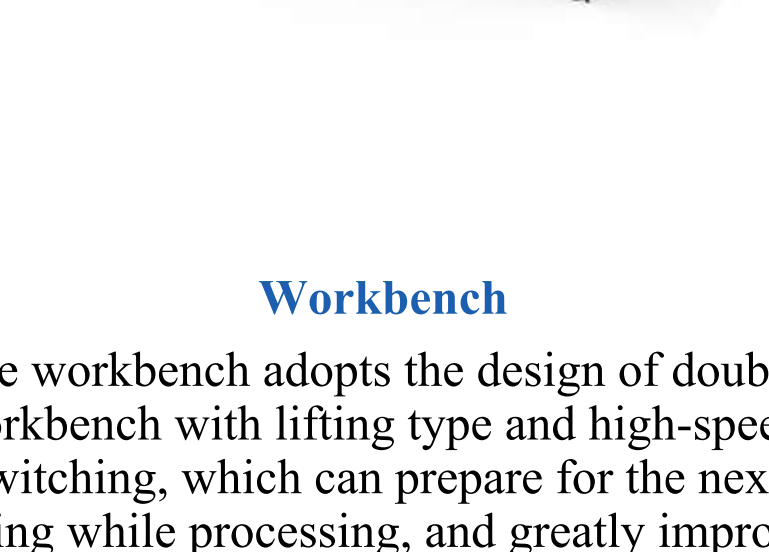 Workbench
e workbench adopts the design of doub
orkbench with lifting type and high-spee
witching, which can prepare for the nex
ing while processing, and greatly impro